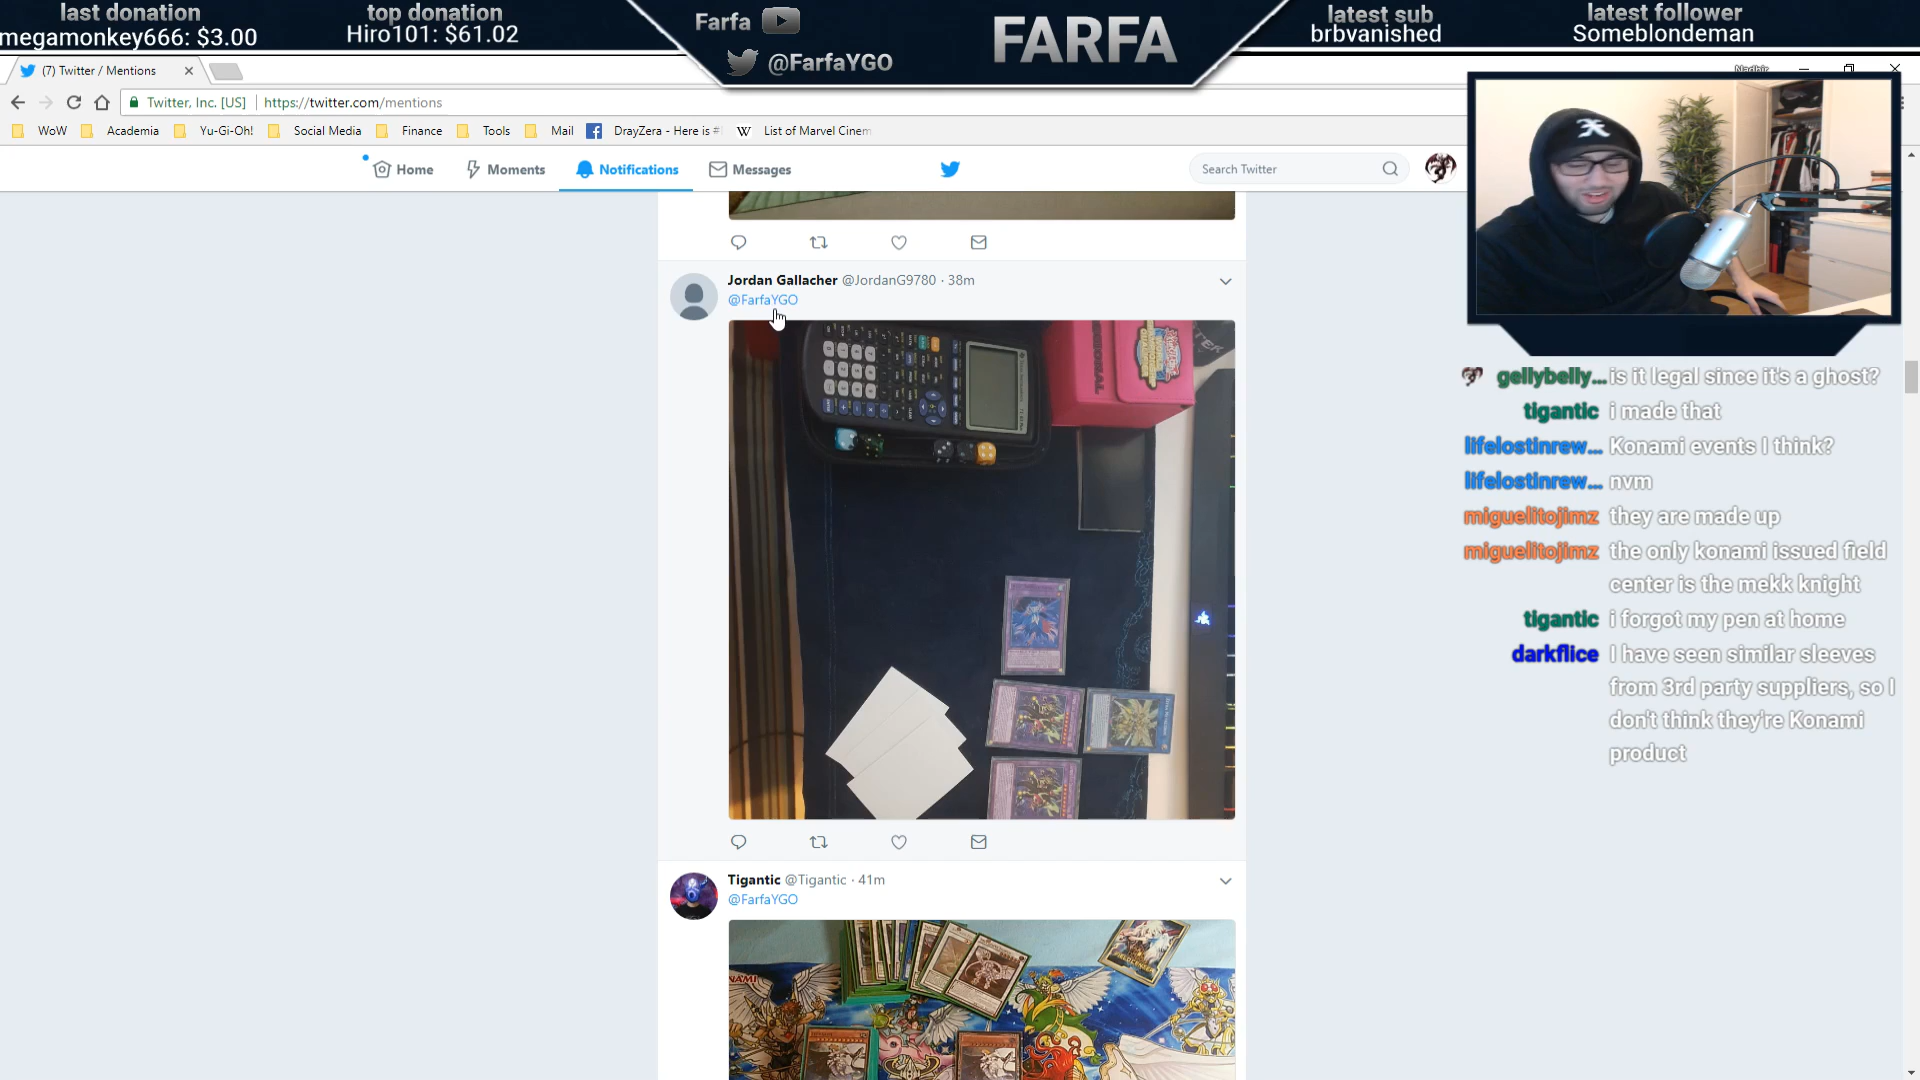 last donation
megamonkey666: $3.00
top donation
Hiro101: $61.02
Farfa
@FarfaYGO
FARFA
latest sub
brbvanished
latest follower
Someblondeman
(7) Twitter / Mentions
Twitter, Inc. [US]
https://twitter.com/mentions
WoW
Academia
Yu-Gi-Oh!
Social Media
Finance
Tools
Mail
DrayZera - Here is #
List of Marvel Cinem
Home
Moments
Notifications
Messages
Search Twitter
Jordan Gallacher @JordanG9780 · 38m
@FarfaYGO
Tigantic @Tigantic · 41m
@FarfaYGO
gellybelly... is it legal since it's a ghost?
tigantic i made that
lifelostinrew... Konami events I think?
lifelostinrew... nvm
miguelitojimz they are made up
miguelitojimz the only konami issued field
center is the mekk knight
tigantic i forgot my pen at home
darkflice I have seen similar sleeves
from 3rd party suppliers, so I
don't think they're Konami
product